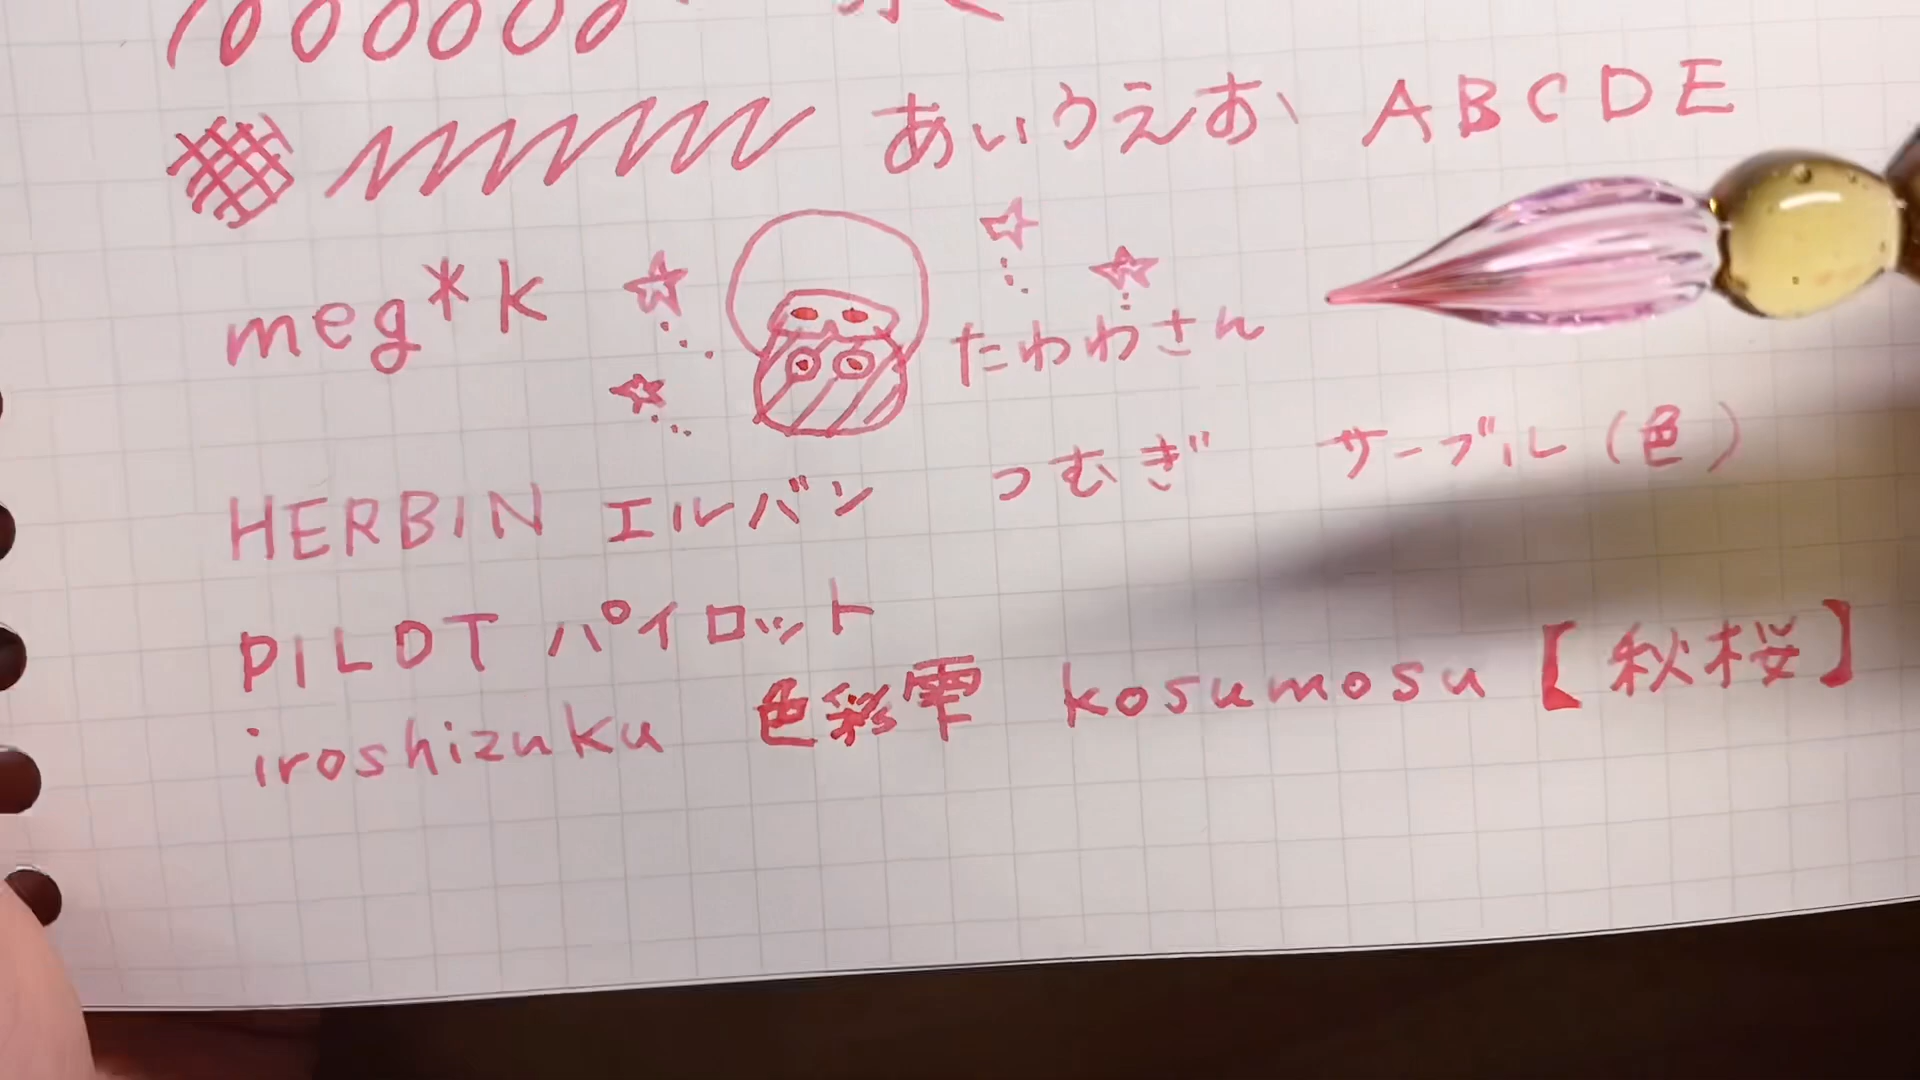 あいうえお ABCDE
meg*k
たわわさん
HERBIN エルバン つむぎ サーブル(色)
PILOT パイロット
iroshizuku 色彩雫 kosumosu【秋桜】